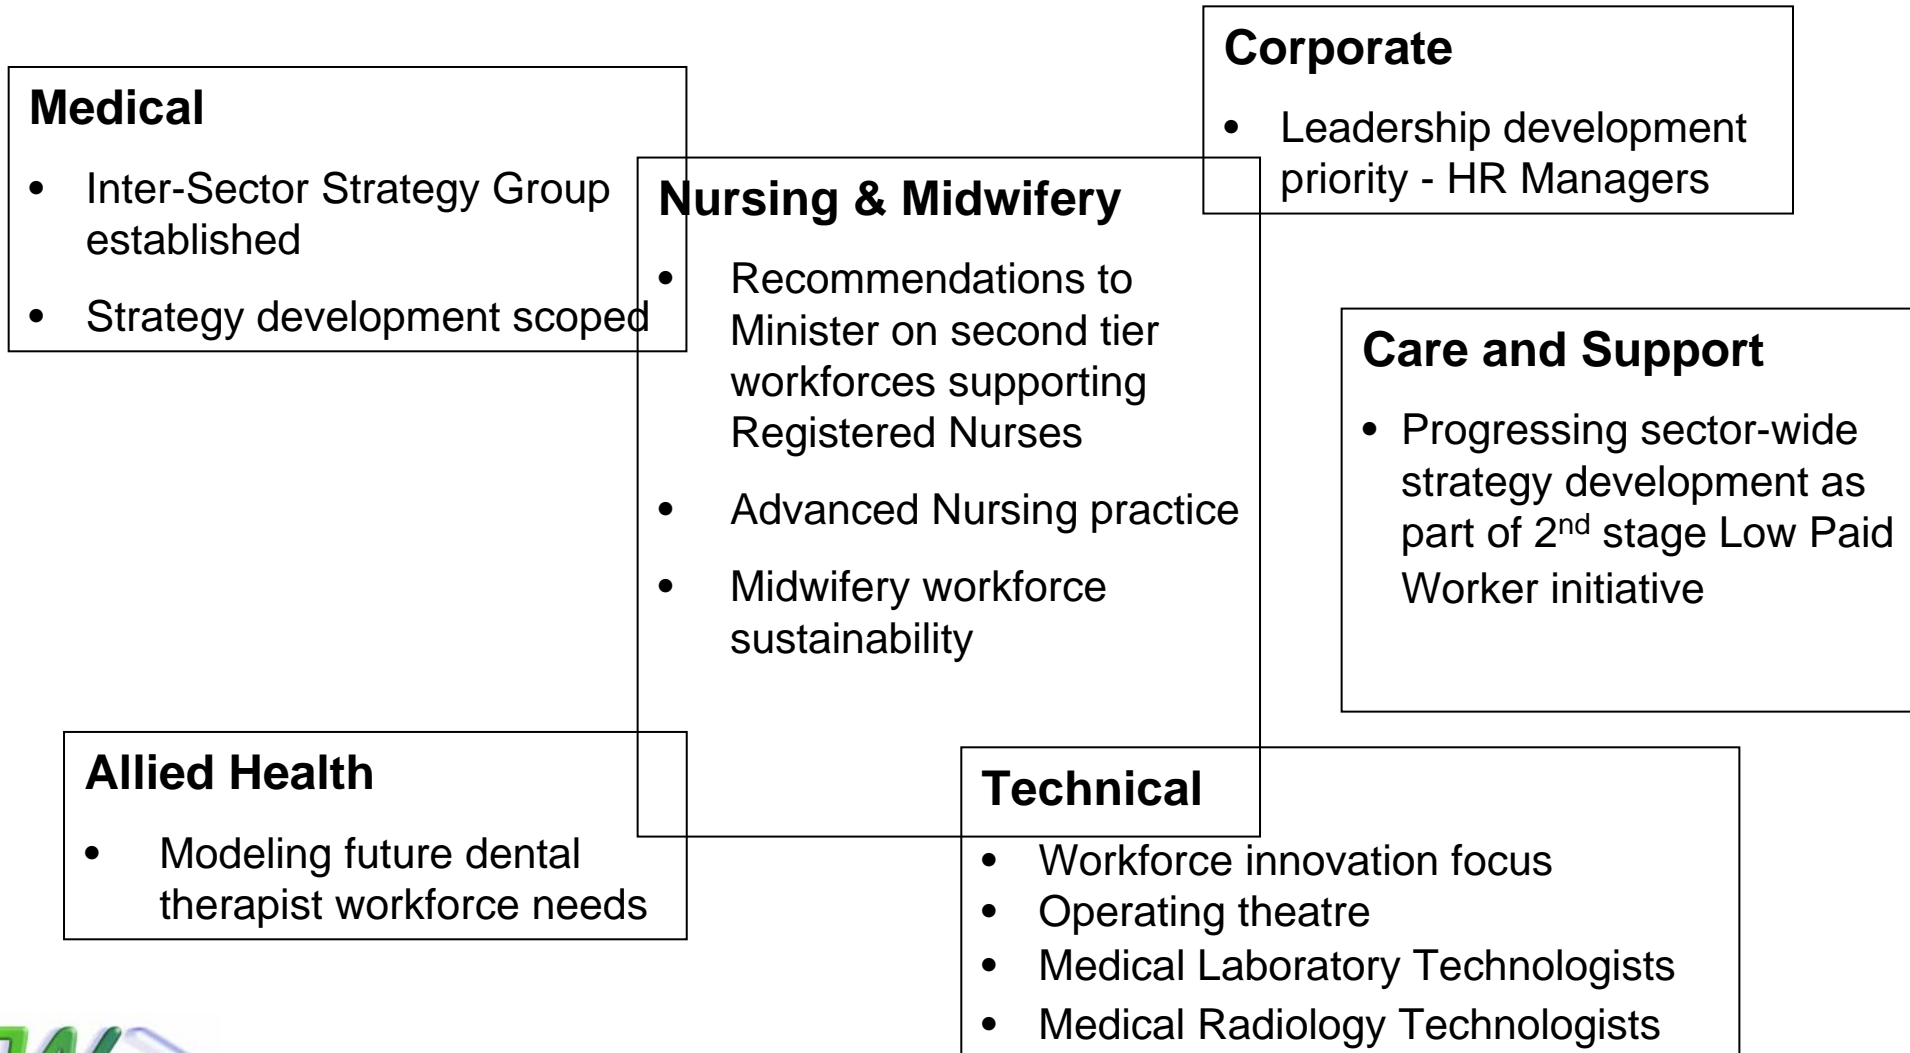 Medical
• Inter-Sector Strategy Group
established
• Strategy development scoped
Nursing & Midwifery
• Recommendations to
Minister on second tier
workforces supporting
Registered Nurses
• Advanced Nursing practice
• Midwifery workforce
sustainability
Corporate
• Leadership development
priority - HR Managers
Care and Support
• Progressing sector-wide
strategy development as
part of 2nd stage Low Paid
Worker initiative
Allied Health
• Modeling future dental
therapist workforce needs
Technical
• Workforce innovation focus
• Operating theatre
• Medical Laboratory Technologists
• Medical Radiology Technologists